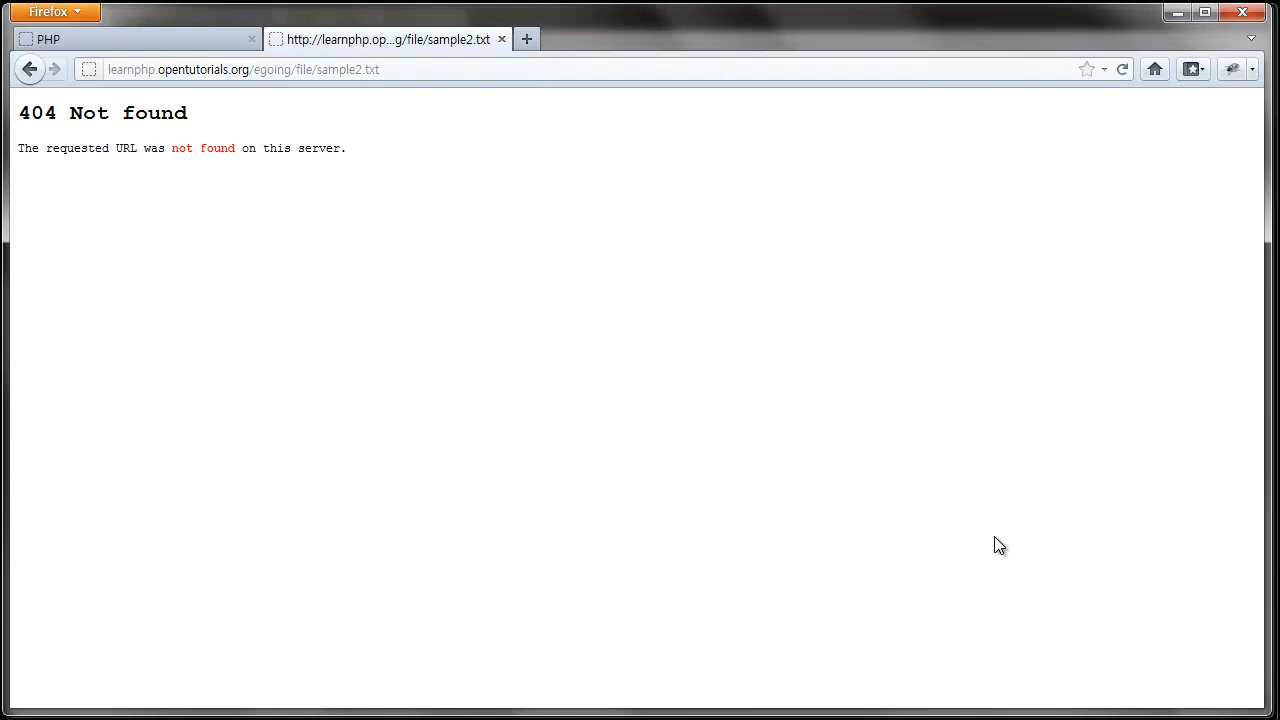 Firefox
PHP
http://learnphp.op...g/file/sample2.txt
learnphp.opentutorials.org/egoing/file/sample2.txt
404 Not found
The requested URL was not found on this server.